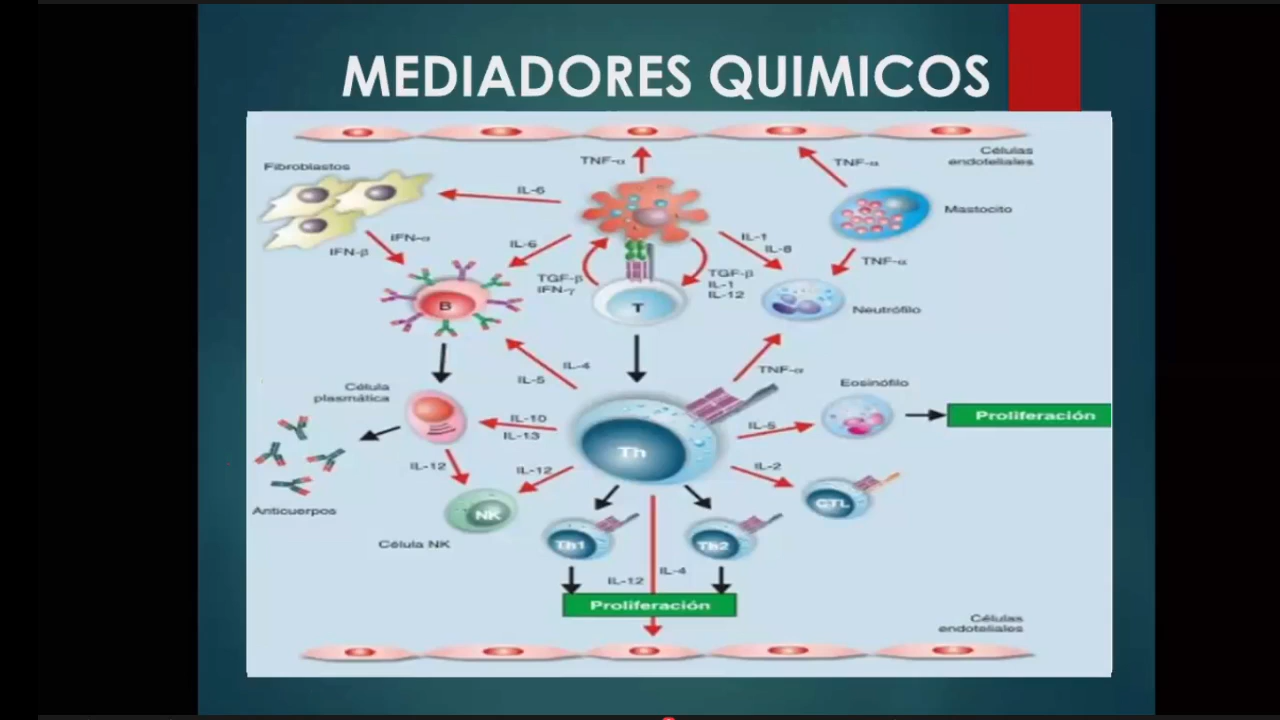 MEDIADORES QUIMICOS
Células
endoteliales
Fibroblastos
TNF-α
TNF-α
IL-6
Mastocito
IFN-α
IFN-β
IL-6
IL-1
IL-8
TNF-α
TGF-β
IFN-γ
TGF-β
IL-1
IL-12
B
T
Neutrófilo
IL-4
IL-5
TNF-α
Célula
plasmática
Eosinófilo
IL-10
IL-13
IL-5
Proliferación
Th
IL-12
IL-12
IL-2
CTL
Anticuerpos
NK
Célula NK
Th1
Th2
IL-12
IL-4
Proliferación
Células
endoteliales